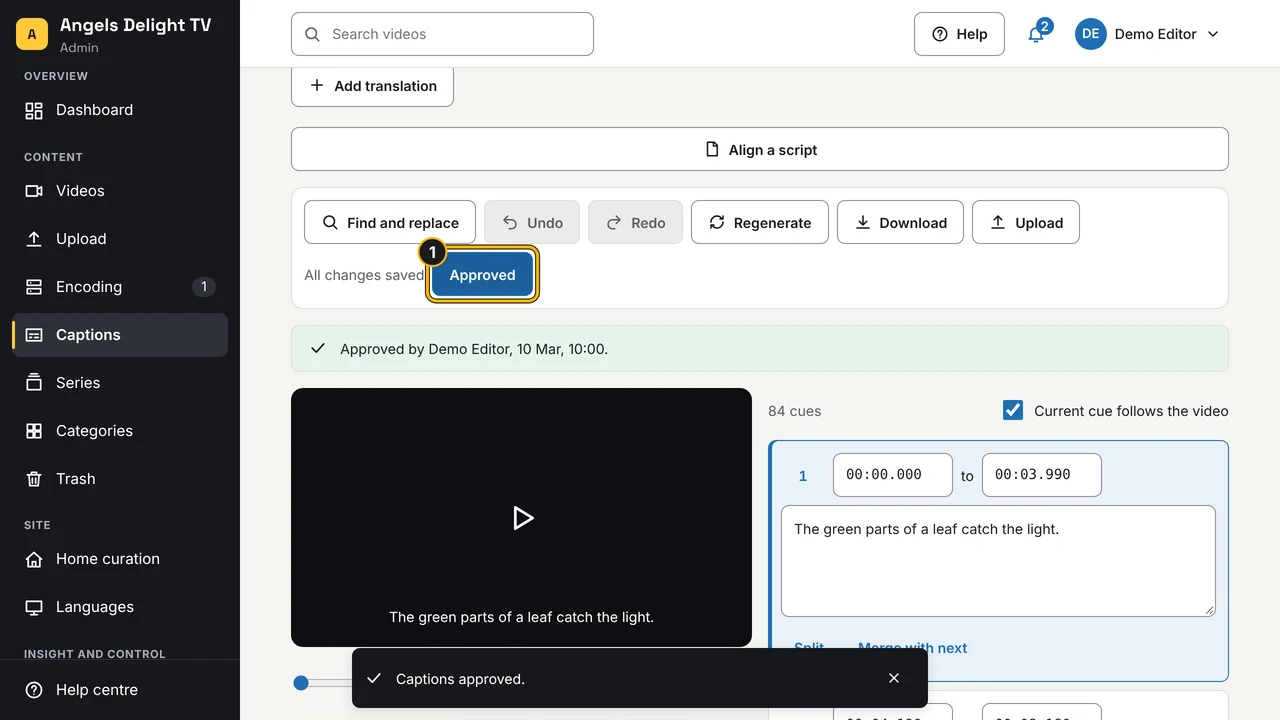 A
Angels Delight TV
Admin
OVERVIEW
Dashboard
CONTENT
Videos
Upload
Encoding 1
Captions
Series
Categories
Trash
SITE
Home curation
Languages
INSIGHT AND CONTROL
Help centre
Search videos
Help
2
DE Demo Editor
Add translation
Align a script
Find and replace
Undo
Redo
Regenerate
Download
Upload
All changes saved
1
Approved
Approved by Demo Editor, 10 Mar, 10:00.
The green parts of a leaf catch the light.
84 cues
Current cue follows the video
1 00:00.000 to 00:03.990
The green parts of a leaf catch the light.
Split Merge with next
Captions approved.